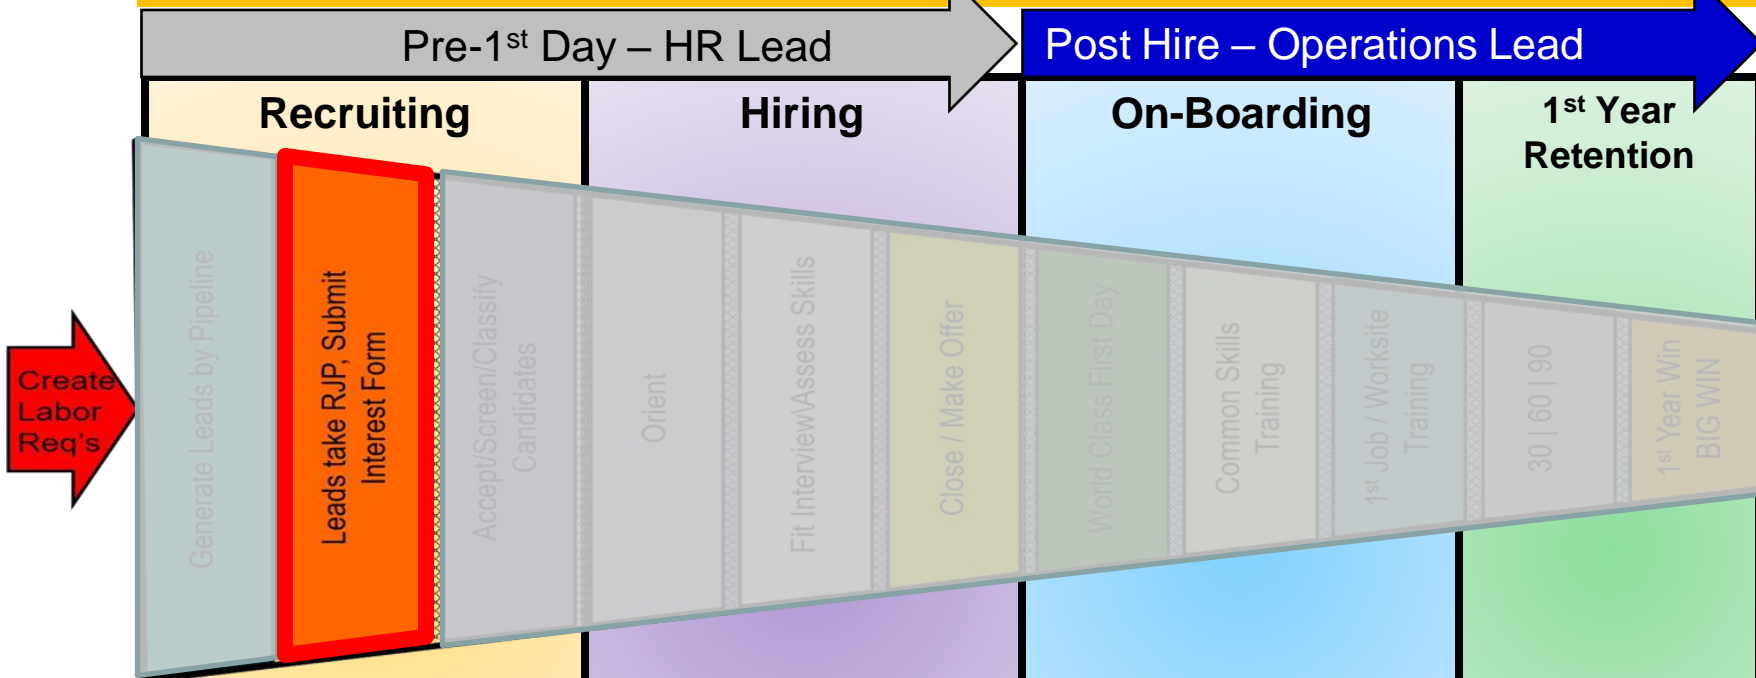 Pre-1st Day – HR Lead
Post Hire – Operations Lead
Recruiting
Hiring
On-Boarding
1st Year
Retention
Create
Labor
Req's
Generate Leads by Pipeline
Leads take RJP, Submit
Interest Form
Accept/Screen/Classify
Candidates
Orient
Fit Interview\Assess Skills
Close / Make Offer
World Class First Day
Common Skills
Training
1st Job / Worksite
Training
30 | 60 | 90
1st Year Win
BIG WIN